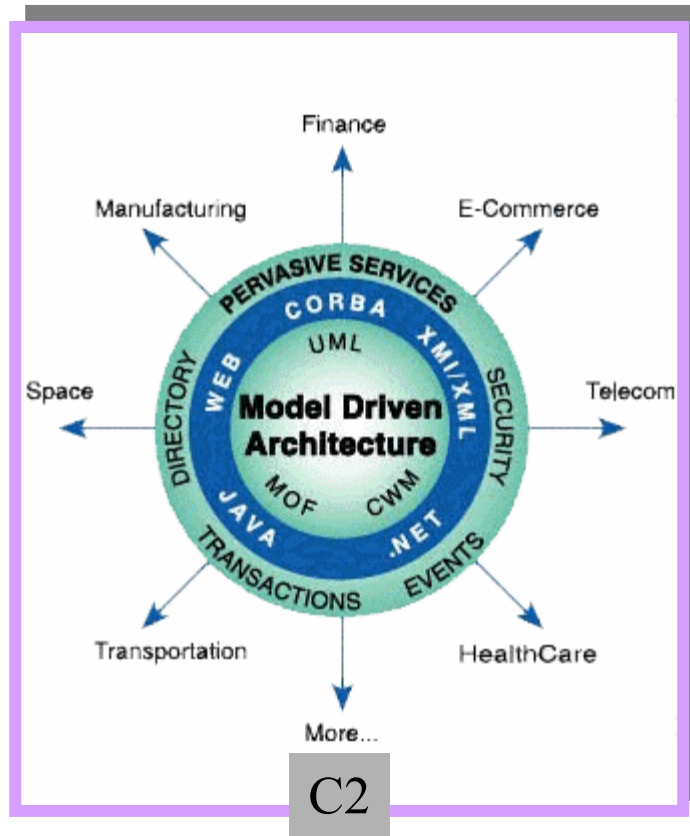 Finance
Manufacturing
E-Commerce
PERVASIVE SERVICES
CORBA
XMI/XML
UML
WEB
DIRECTORY
SECURITY
Space
Telecom
Model Driven
Architecture
MOF
CWM
JAVA
.NET
TRANSACTIONS
EVENTS
Transportation
HealthCare
More...
C2